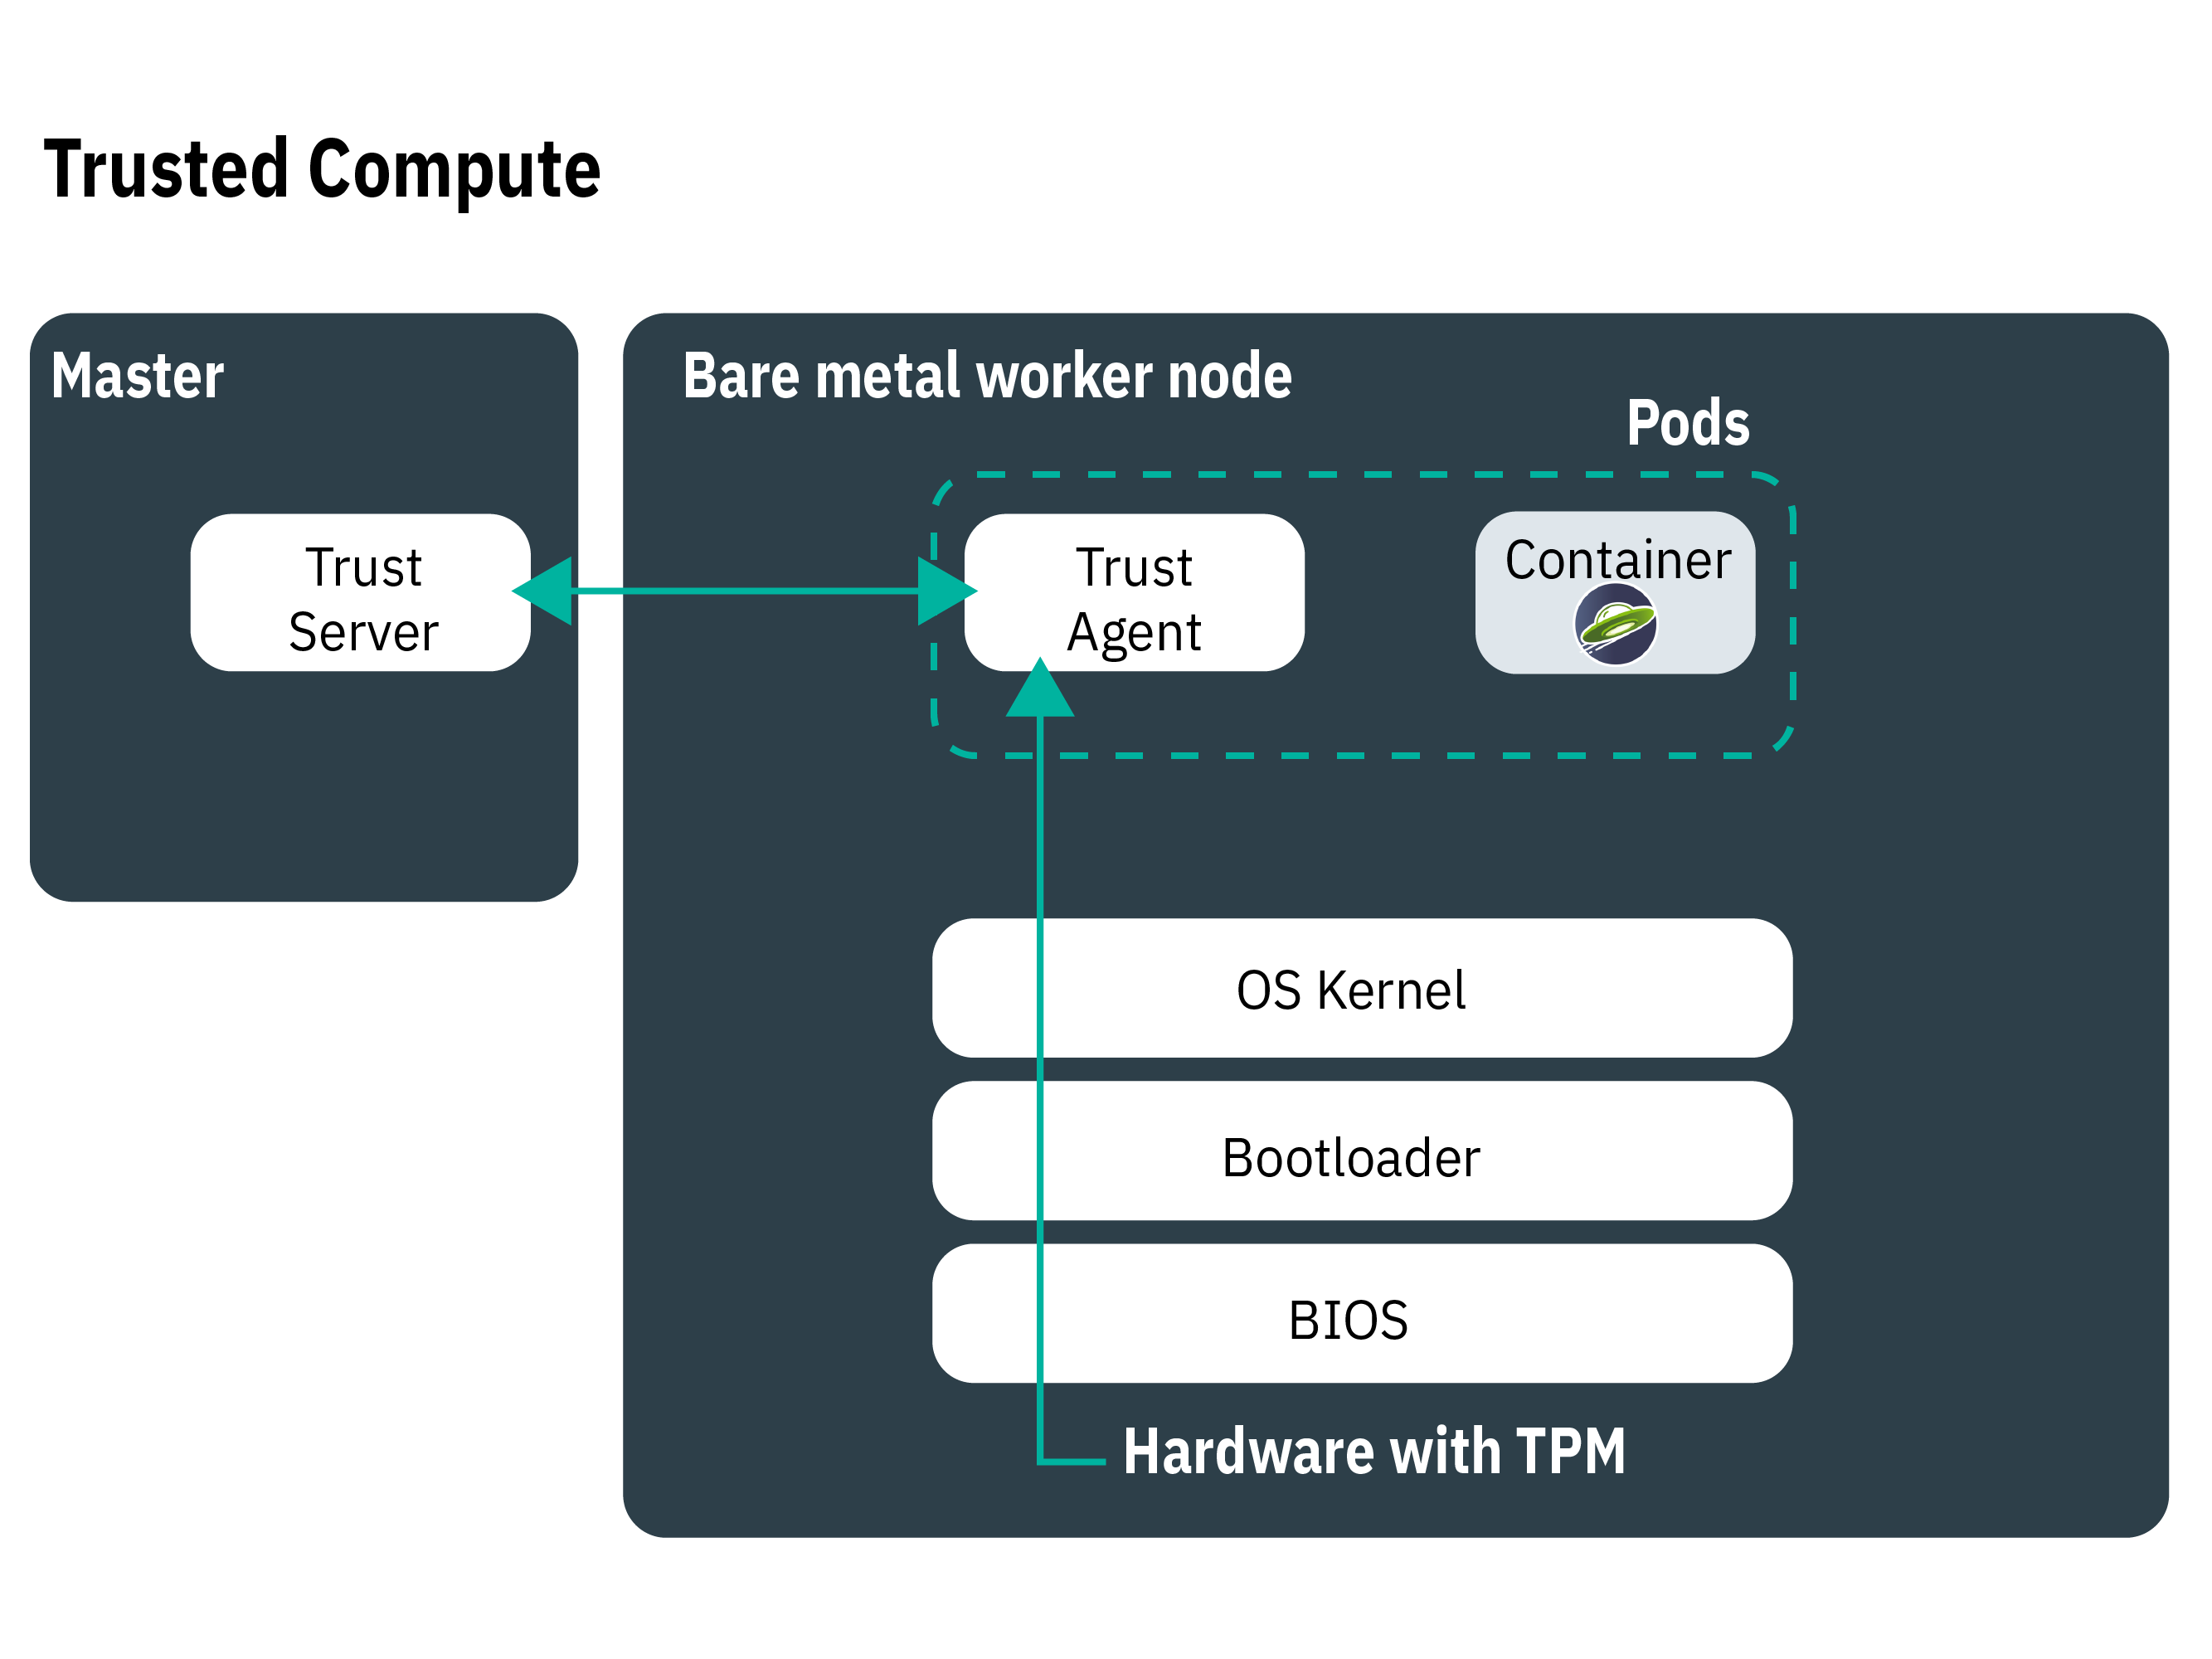 Trusted Compute
Master
Bare metal worker node
Pods
Trust
Server
Trust
Agent
Container
OS Kernel
Bootloader
BIOS
Hardware with TPM